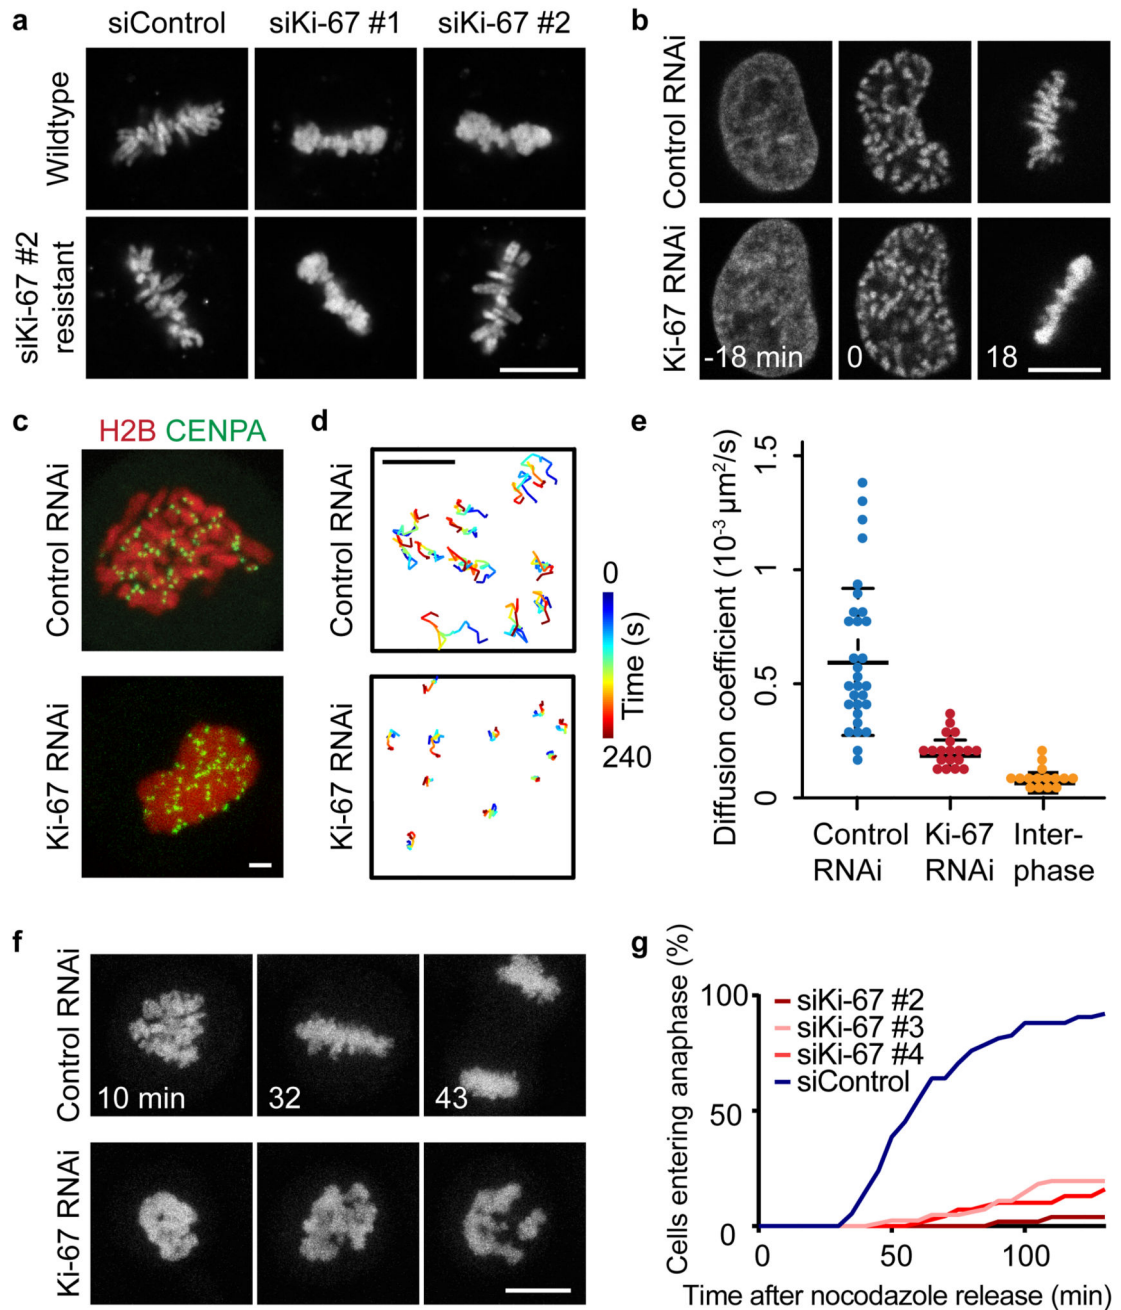 a
siControl siKi-67 #1 siKi-67 #2
Wildtype
siKi-67 #2
resistant
b
Control RNAi
Ki-67 RNAi
-18 min 0 18
c
H2B CENPA
Control RNAi
Ki-67 RNAi
d
Control RNAi
Ki-67 RNAi
0
Time (s)
240
e
Diffusion coefficient (10⁻³ μm²/s)
1.5
1
0.5
0
Control Ki-67 Inter-
RNAi RNAi phase
f
Control RNAi
10 min 32 43
Ki-67 RNAi
g
Cells entering anaphase (%)
100
50
0
siKi-67 #2
siKi-67 #3
siKi-67 #4
siControl
0 50 100
Time after nocodazole release (min)